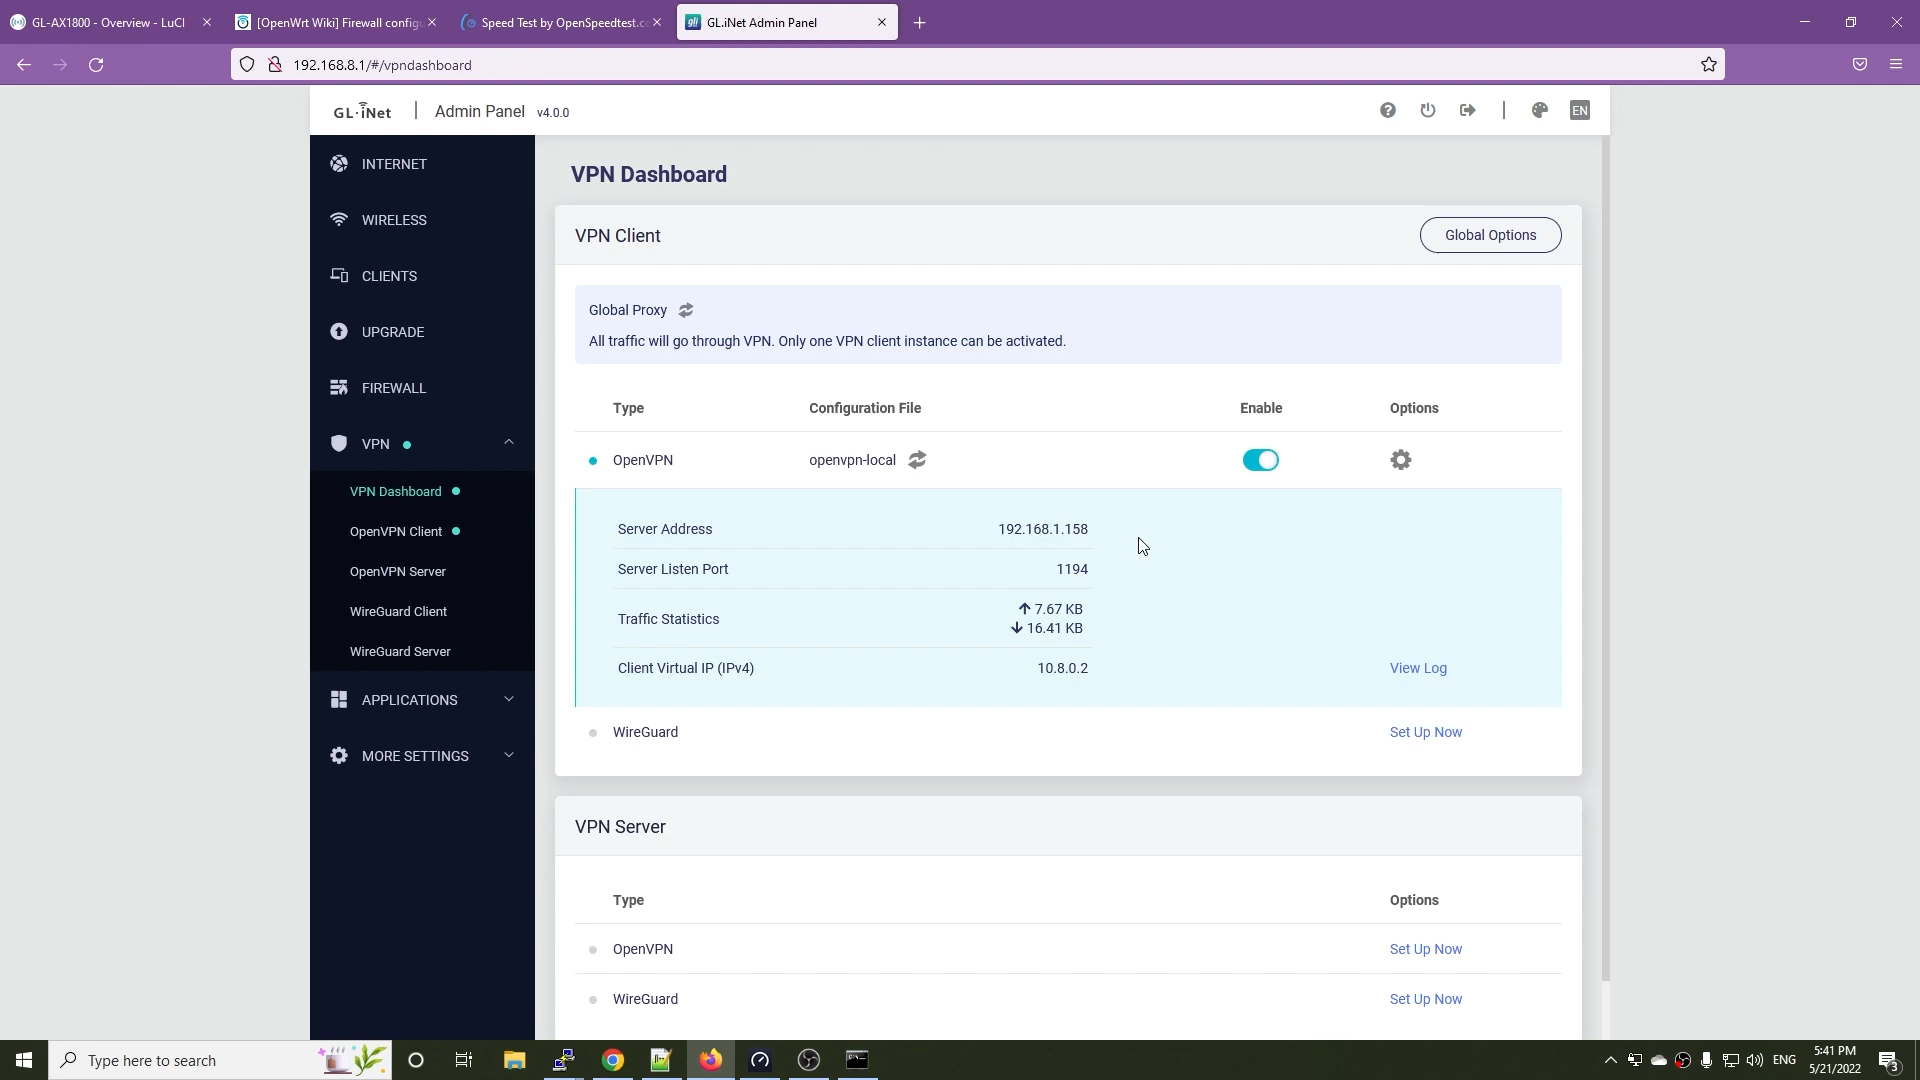 GL-AX1800 - Overview - LuCI
[OpenWrt Wiki] Firewall config
Speed Test by OpenSpeedtest.c
GL.iNet Admin Panel
192.168.8.1/#/vpndashboard
GL·iNet
Admin Panel v4.0.0
EN
INTERNET
WIRELESS
CLIENTS
UPGRADE
FIREWALL
VPN
VPN Dashboard
OpenVPN Client
OpenVPN Server
WireGuard Client
WireGuard Server
APPLICATIONS
MORE SETTINGS
VPN Dashboard
VPN Client
Global Options
Global Proxy
All traffic will go through VPN. Only one VPN client instance can be activated.
Type Configuration File Enable Options
OpenVPN openvpn-local
Server Address 192.168.1.158
Server Listen Port 1194
Traffic Statistics
↑ 7.67 KB
↓ 16.41 KB
Client Virtual IP (IPv4) 10.8.0.2 View Log
WireGuard Set Up Now
VPN Server
Type Options
OpenVPN Set Up Now
WireGuard Set Up Now
Type here to search
ENG
5:41 PM
5/21/2022
3